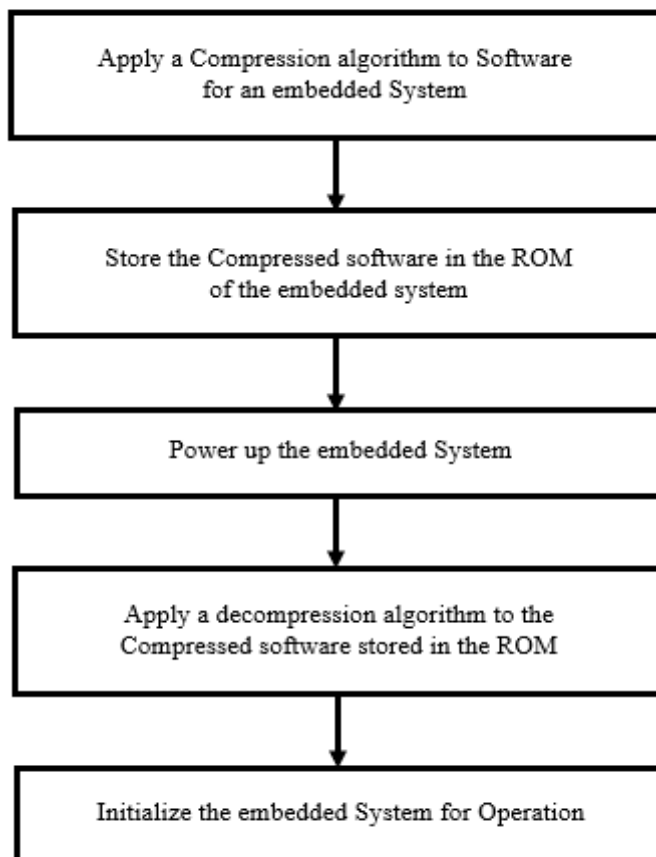 Apply a Compression algorithm to Software
for an embedded System
Store the Compressed software in the ROM
of the embedded system
Power up the embedded System
Apply a decompression algorithm to the
Compressed software stored in the ROM
Initialize the embedded System for Operation